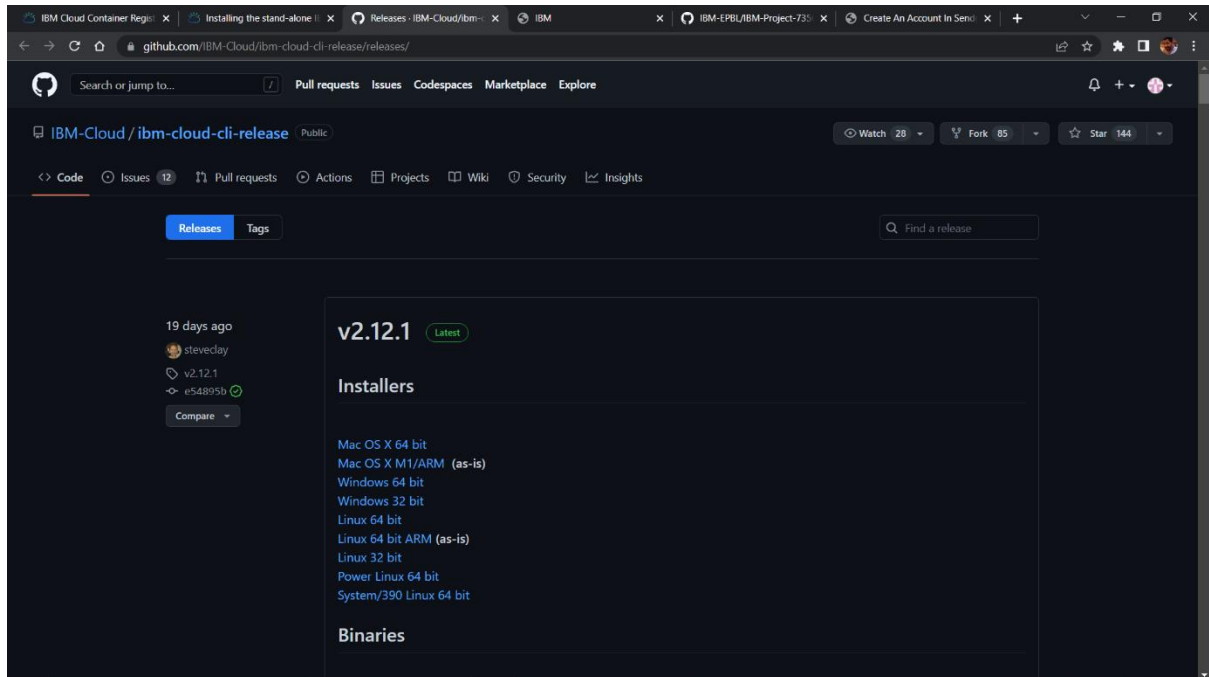 IBM Cloud Container Regist
Installing the stand-alone I
Releases · IBM-Cloud/ibm-c
IBM
IBM-EPBL/IBM-Project-735
Create An Account In Send
github.com/IBM-Cloud/ibm-cloud-cli-release/releases/
Search or jump to...
/
Pull requests Issues Codespaces Marketplace Explore
IBM-Cloud / ibm-cloud-cli-release Public
Watch 28 Fork 85 Star 144
<> Code Issues 12 Pull requests Actions Projects Wiki Security Insights
Releases Tags
Find a release
19 days ago
steveclay
v2.12.1
e54895b
Compare
v2.12.1 Latest
Installers
Mac OS X 64 bit
Mac OS X M1/ARM (as-is)
Windows 64 bit
Windows 32 bit
Linux 64 bit
Linux 64 bit ARM (as-is)
Linux 32 bit
Power Linux 64 bit
System/390 Linux 64 bit
Binaries